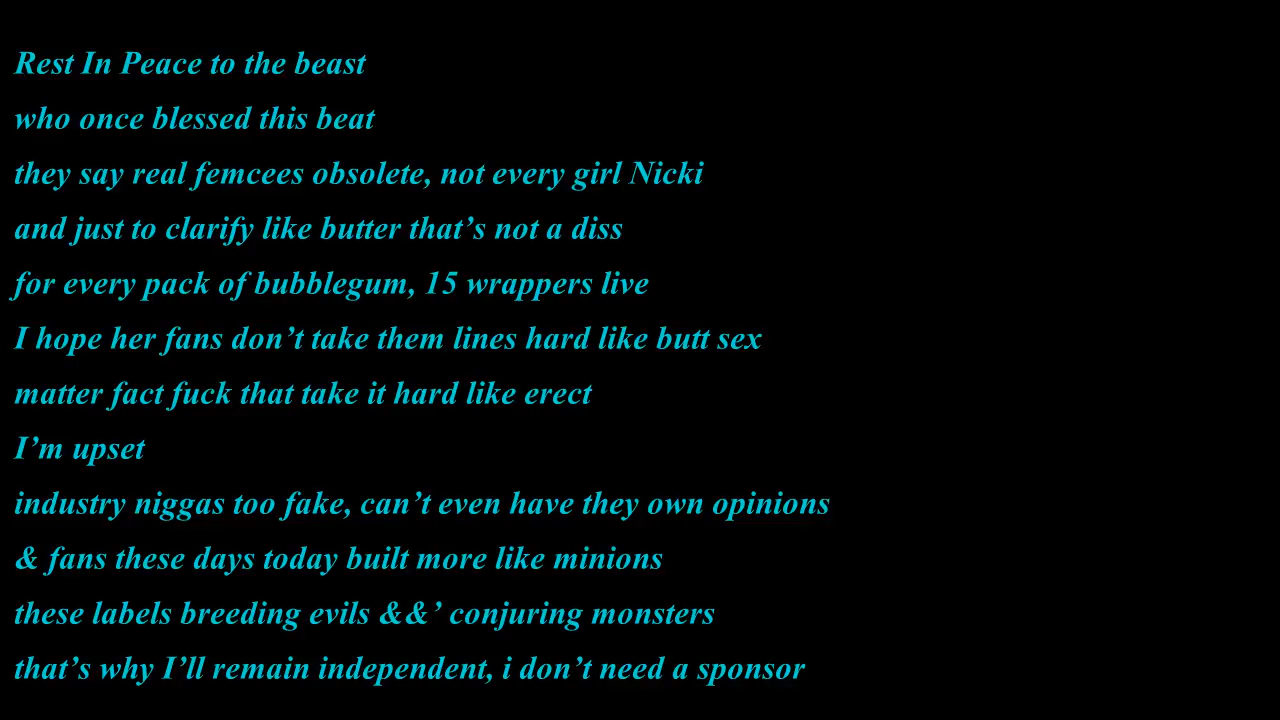 Rest In Peace to the beast
who once blessed this beat
they say real femcees obsolete, not every girl Nicki
and just to clarify like butter that’s not a diss
for every pack of bubblegum, 15 wrappers live
I hope her fans don’t take them lines hard like butt sex
matter fact fuck that take it hard like erect
I’m upset
industry niggas too fake, can’t even have they own opinions
& fans these days today built more like minions
these labels breeding evils &&’ conjuring monsters
that’s why I’ll remain independent, i don’t need a sponsor